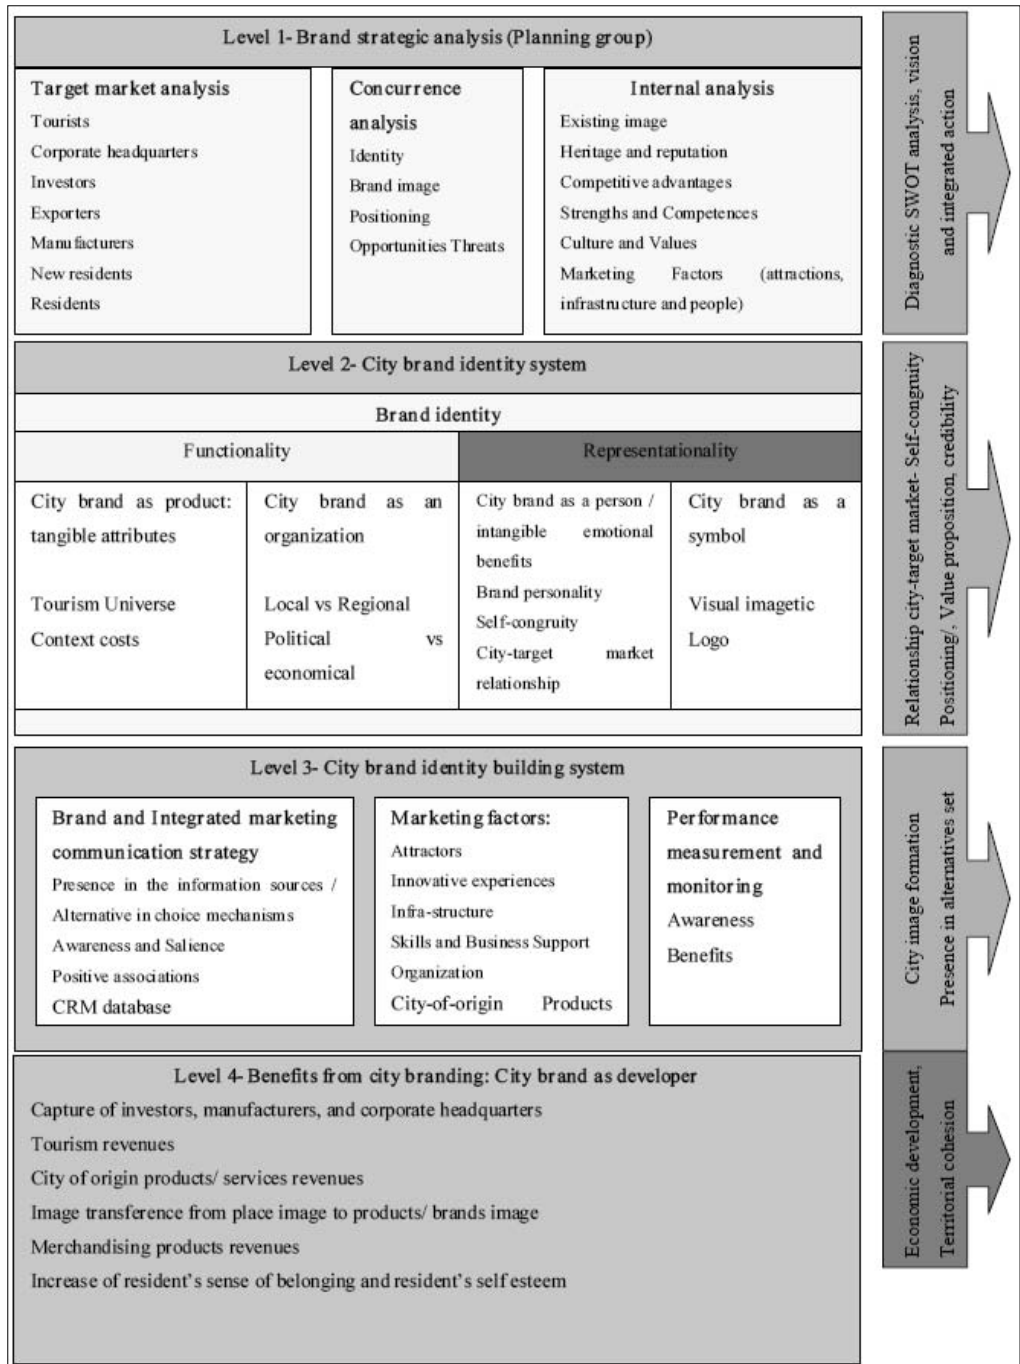 Level 1- Brand strategic analysis (Planning group)
Target market analysis
Tourists
Corporate headquarters
Investors
Exporters
Manufacturers
New residents
Residents
Concurrence
analysis
Identity
Brand image
Positioning
Opportunities Threats
Internal analysis
Existing image
Heritage and reputation
Competitive advantages
Strengths and Competences
Culture and Values
Marketing Factors (attractions,
infrastructure and people)
Diagnostic SWOT analysis, vision
and integrated action
Level 2- City brand identity system
Brand identity
Functionality
Representationality
City brand as product:
tangible attributes
Tourism Universe
Context costs
City brand as an
organization
Local vs Regional
Political vs
economical
City brand as a person /
intangible emotional
benefits
Brand personality
Self-congruity
City-target market
relationship
City brand as a
symbol
Visual imagetic
Logo
Relationship city-target market- Self-congruity
Positioning/, Value proposition, credibility
Level 3- City brand identity building system
Brand and Integrated marketing
communication strategy
Presence in the information sources /
Alternative in choice mechanisms
Awareness and Salience
Positive associations
CRM database
Marketing factors:
Attractors
Innovative experiences
Infra-structure
Skills and Business Support
Organization
City-of-origin Products
Performance
measurement and
monitoring
Awareness
Benefits
City image formation
Presence in alternatives set
Level 4- Benefits from city branding: City brand as developer
Capture of investors, manufacturers, and corporate headquarters
Tourism revenues
City of origin products/ services revenues
Image transference from place image to products/ brands image
Merchandising products revenues
Increase of resident's sense of belonging and resident's self esteem
Economic development,
Territorial cohesion